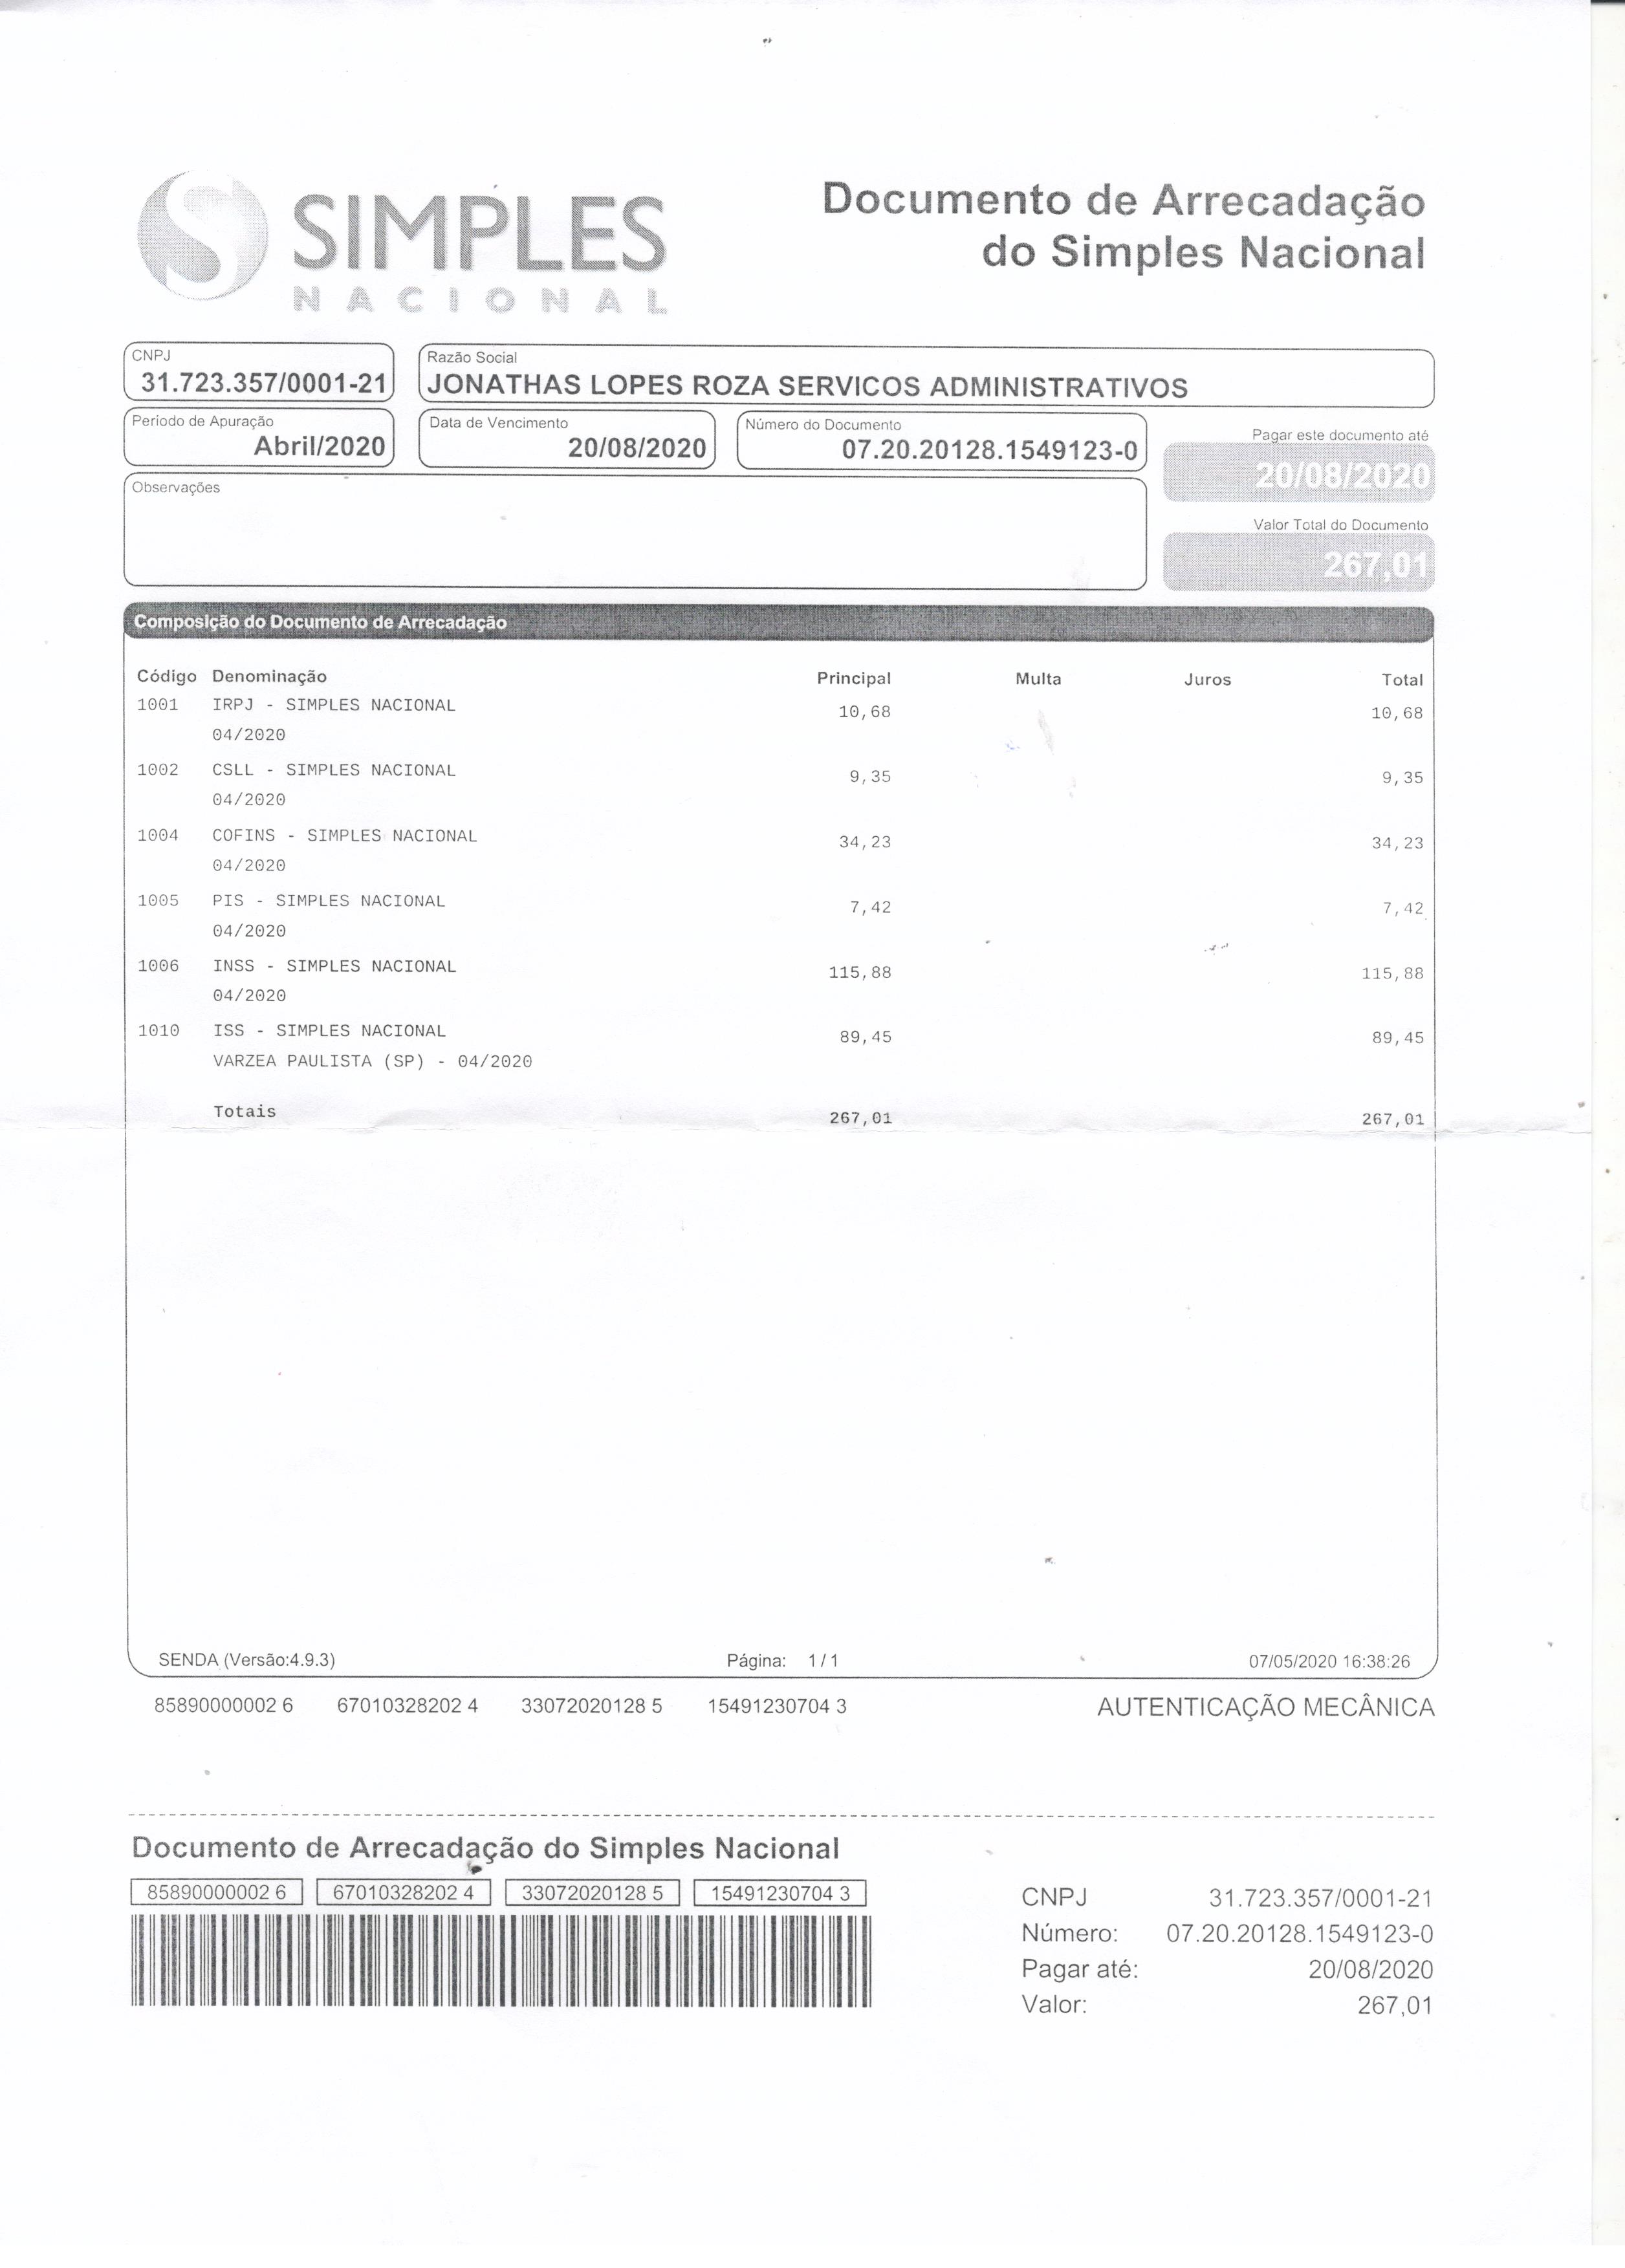 SIMPLES
NACIONAL
Documento de Arrecadação
do Simples Nacional
CNPJ
31.723.357/0001-21
Razão Social
JONATHAS LOPES ROZA SERVICOS ADMINISTRATIVOS
Período de Apuração
Abril/2020
Data de Vencimento
20/08/2020
Número do Documento
07.20.20128.1549123-0
Pagar este documento até
20/08/2020
Observações
Valor Total do Documento
267,01
Composição do Documento de Arrecadação
Código Denominação Principal Multa Juros Total
1001 IRPJ - SIMPLES NACIONAL 10,68 10,68
04/2020
1002 CSLL - SIMPLES NACIONAL 9,35 9,35
04/2020
1004 COFINS - SIMPLES NACIONAL 34,23 34,23
04/2020
1005 PIS - SIMPLES NACIONAL 7,42 7,42
04/2020
1006 INSS - SIMPLES NACIONAL 115,88 115,88
04/2020
1010 ISS - SIMPLES NACIONAL 89,45 89,45
VARZEA PAULISTA (SP) - 04/2020
Totais 267,01 267,01
SENDA (Versão:4.9.3) Página: 1 / 1 07/05/2020 16:38:26
85890000002 6 67010328202 4 33072020128 5 15491230704 3 AUTENTICAÇÃO MECÂNICA
Documento de Arrecadação do Simples Nacional
85890000002 6 67010328202 4 33072020128 5 15491230704 3
CNPJ 31.723.357/0001-21
Número: 07.20.20128.1549123-0
Pagar até: 20/08/2020
Valor: 267,01